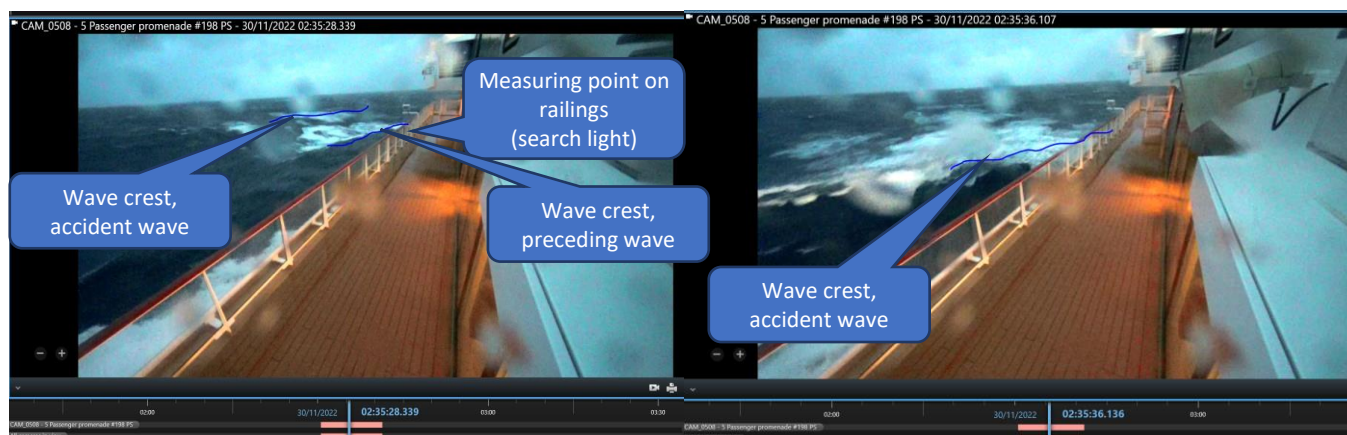 CAM_0508 - 5 Passenger promenade #198 PS - 30/11/2022 02:35:28.339
Measuring point on
railings
(search light)
Wave crest,
accident wave
Wave crest,
preceding wave
30/11/2022 02:35:28.339
02:00
03:00
03:30
CAM_0508 - 5 Passenger promenade #198 PS
CAM_0508 - 5 Passenger promenade #198 PS - 30/11/2022 02:35:36.107
Wave crest,
accident wave
30/11/2022 02:35:36.136
02:00
03:00
CAM_0508 - 5 Passenger promenade #198 PS